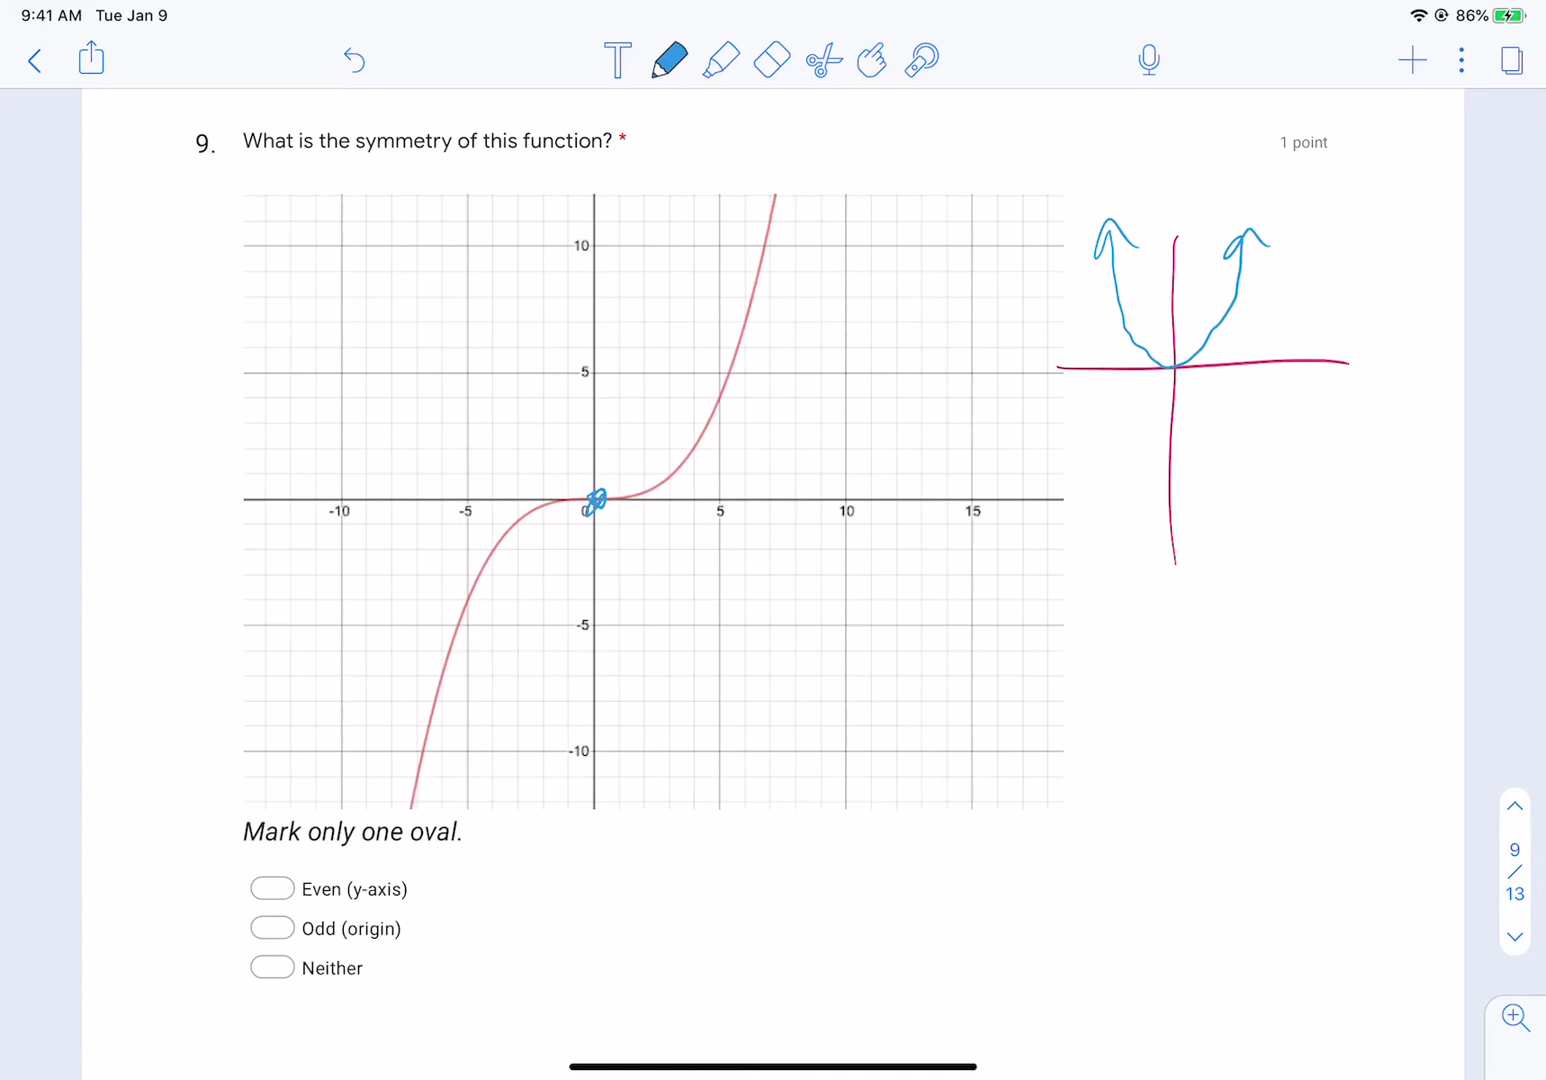 9:41 AM Tue Jan 9
86%
T
9. What is the symmetry of this function? *
1 point
10
5
-10 -5 0 5 10 15
-5
-10
Mark only one oval.
Even (y-axis)
Odd (origin)
Neither
9
/
13